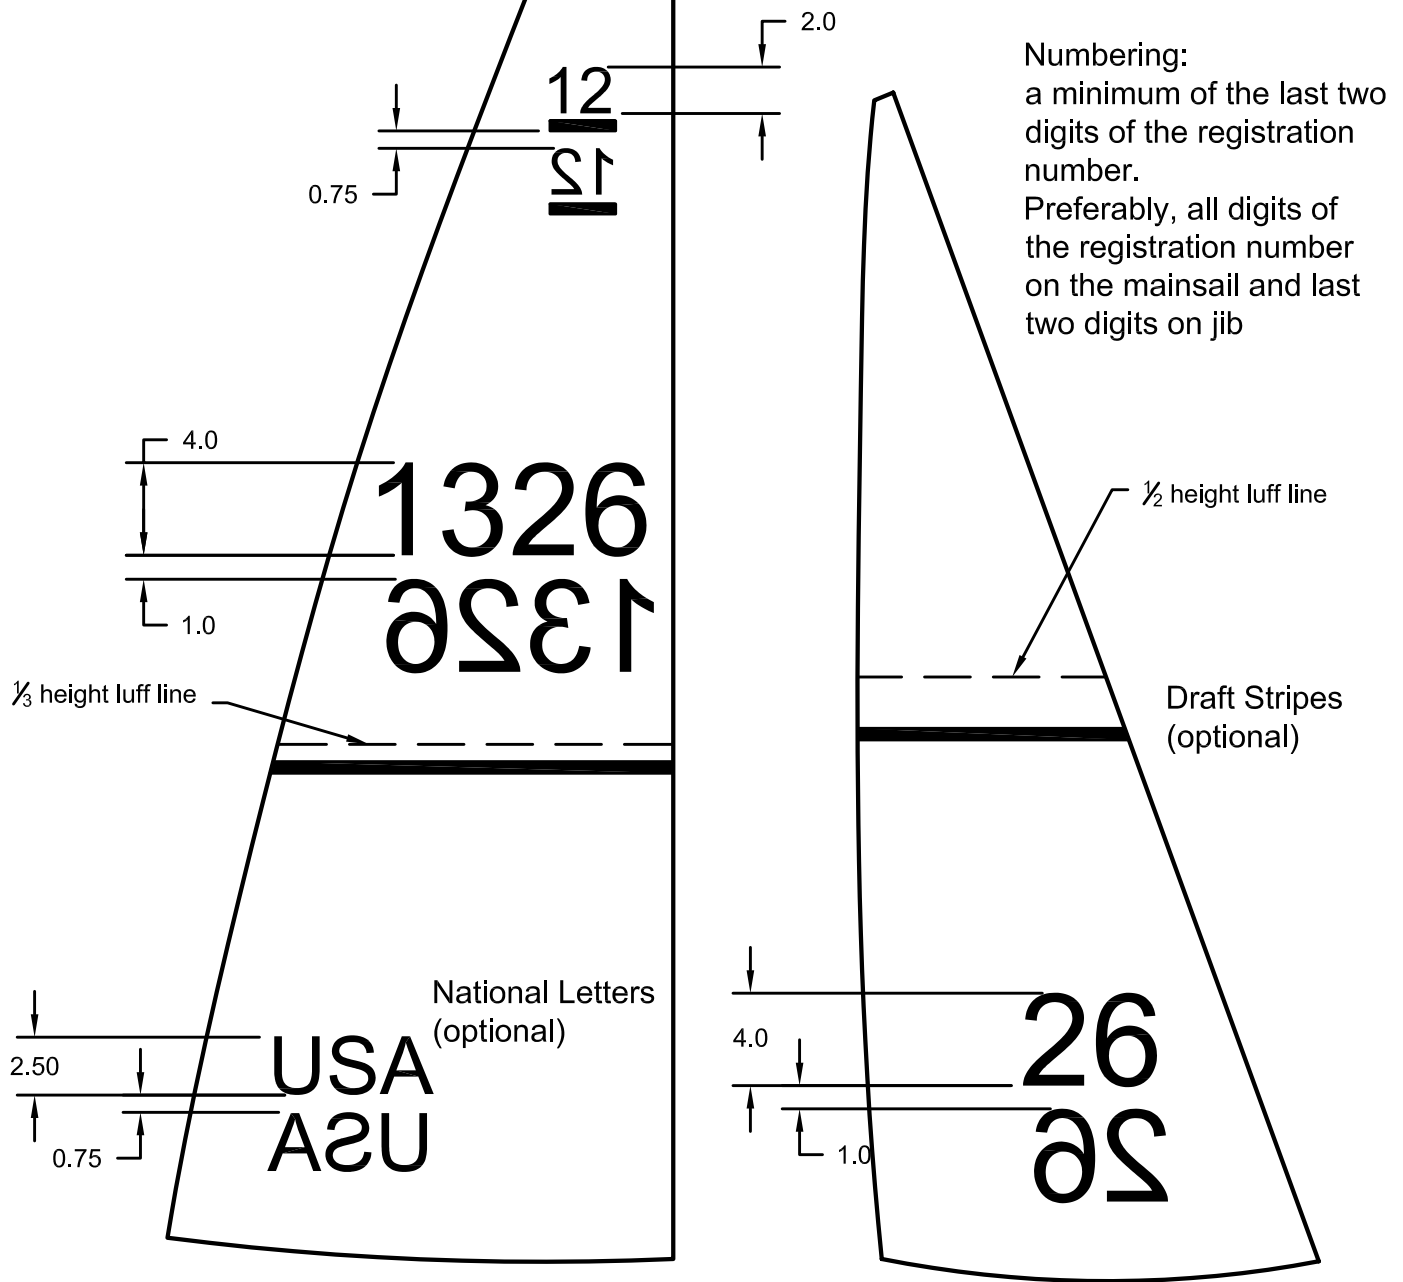 2.0
Numbering:
a minimum of the last two
digits of the registration
number.
Preferably, all digits of
the registration number
on the mainsail and last
two digits on jib
12
12
0.75
4.0
1326
1326
1.0
⅓ height luff line
½ height luff line
Draft Stripes
(optional)
National Letters
(optional)
2.50
USA
USA
0.75
4.0
26
26
1.0